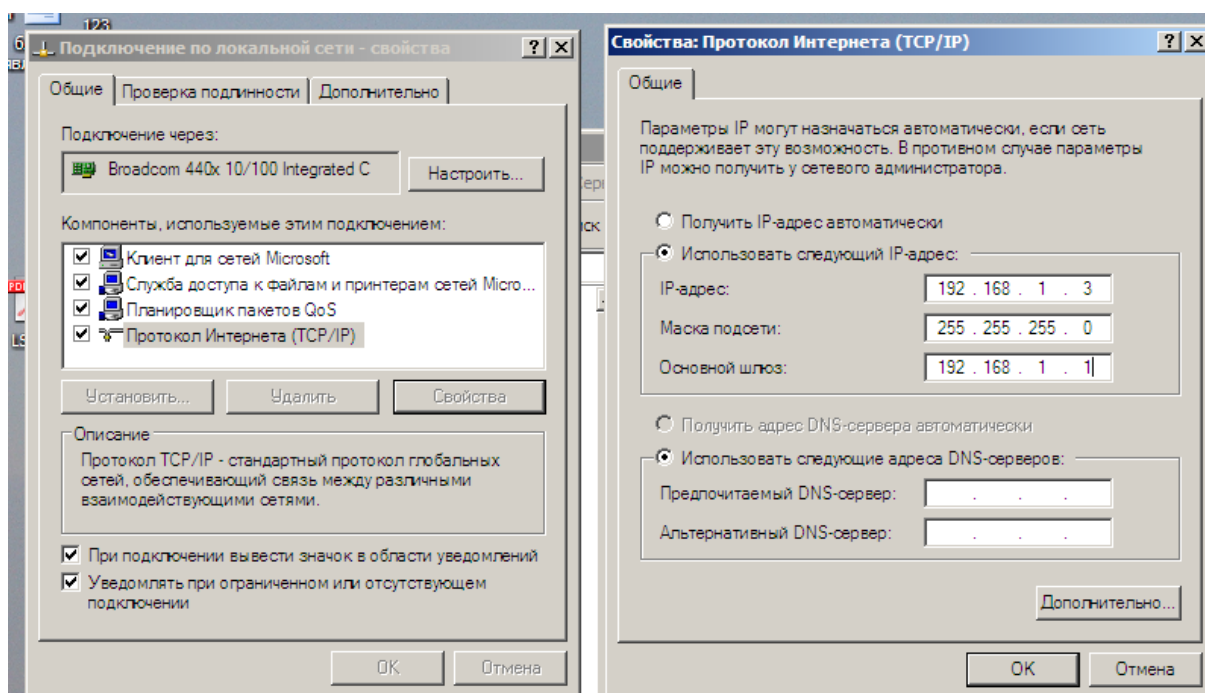 123
Подключение по локальной сети - свойства
Общие
Проверка подлинности
Дополнительно
Подключение через:
Broadcom 440x 10/100 Integrated C
Настроить...
Компоненты, используемые этим подключением:
Клиент для сетей Microsoft
Служба доступа к файлам и принтерам сетей Micro...
Планировщик пакетов QoS
Протокол Интернета (TCP/IP)
Установить...
Удалить
Свойства
Описание
Протокол TCP/IP - стандартный протокол глобальных
сетей, обеспечивающий связь между различными
взаимодействующими сетями.
При подключении вывести значок в области уведомлений
Уведомлять при ограниченном или отсутствующем
подключении
OK
Отмена
Свойства: Протокол Интернета (TCP/IP)
Общие
Параметры IP могут назначаться автоматически, если сеть
поддерживает эту возможность. В противном случае параметры
IP можно получить у сетевого администратора.
Получить IP-адрес автоматически
Использовать следующий IP-адрес:
IP-адрес:
192 . 168 . 1 . 3
Маска подсети:
255 . 255 . 255 . 0
Основной шлюз:
192 . 168 . 1 . 1
Получить адрес DNS-сервера автоматически
Использовать следующие адреса DNS-серверов:
Предпочитаемый DNS-сервер:
Альтернативный DNS-сервер:
Дополнительно...
OK
Отмена